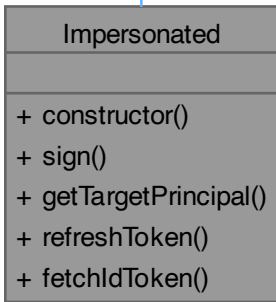 Impersonated
+ constructor()
+ sign()
+ getTargetPrincipal()
+ refreshToken()
+ fetchIdToken()